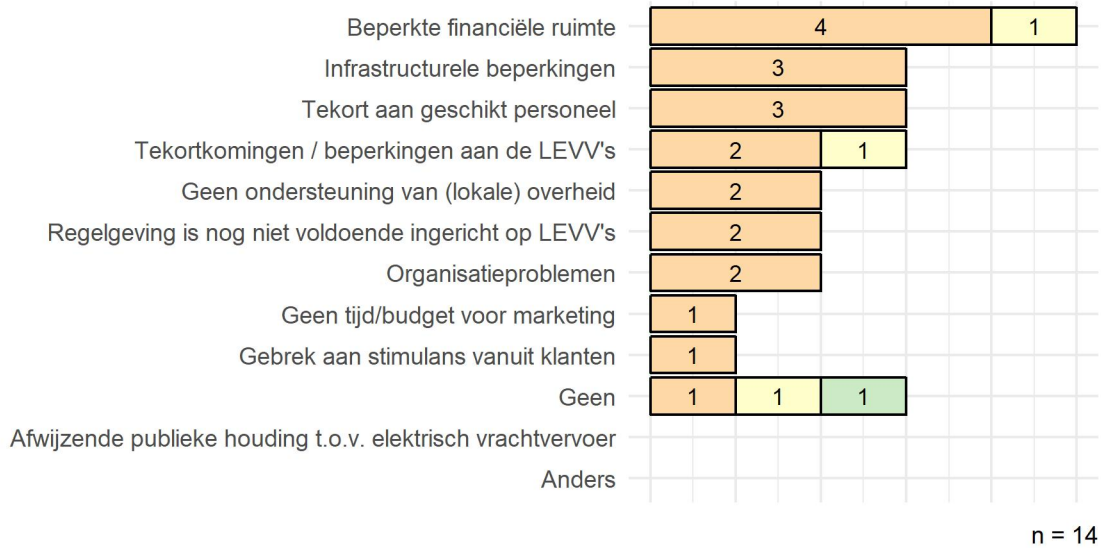 Beperkte financiële ruimte 4 1
Infrastructurele beperkingen 3
Tekort aan geschikt personeel 3
Tekortkomingen / beperkingen aan de LEVV's 2 1
Geen ondersteuning van (lokale) overheid 2
Regelgeving is nog niet voldoende ingericht op LEVV's 2
Organisatieproblemen 2
Geen tijd/budget voor marketing 1
Gebrek aan stimulans vanuit klanten 1
Geen 1 1 1
Afwijzende publieke houding t.o.v. elektrisch vrachtvervoer
Anders
n = 14